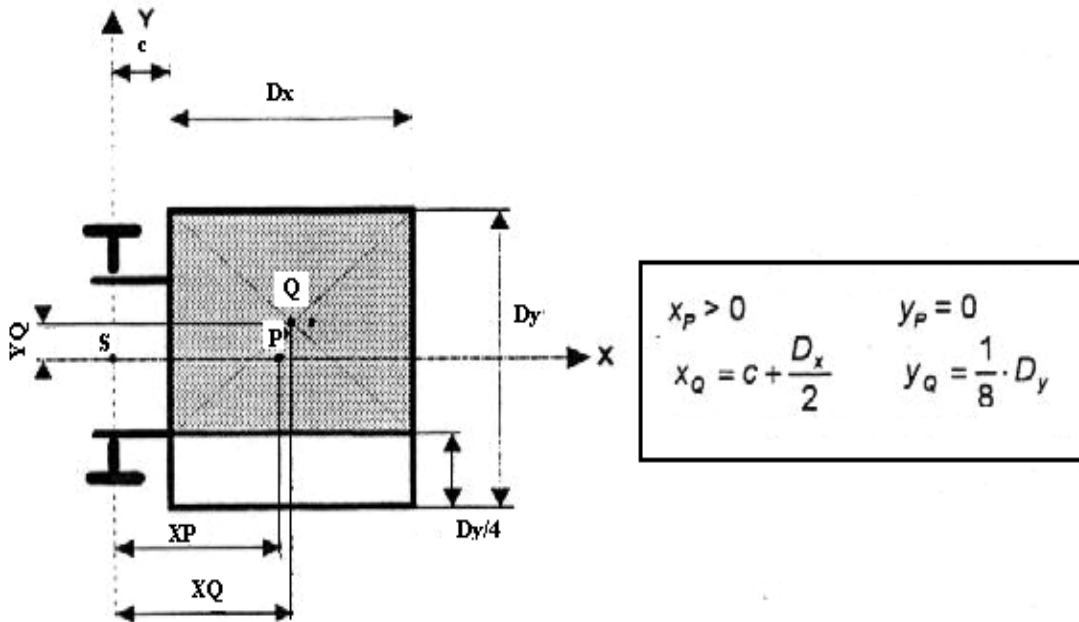 Y
c
Dx
Q
Dy
YQ
S
P
X
Dy/4
XP
XQ
x_P > 0 y_P = 0
x_Q = c + D_x/2 y_Q = 1/8 · D_y